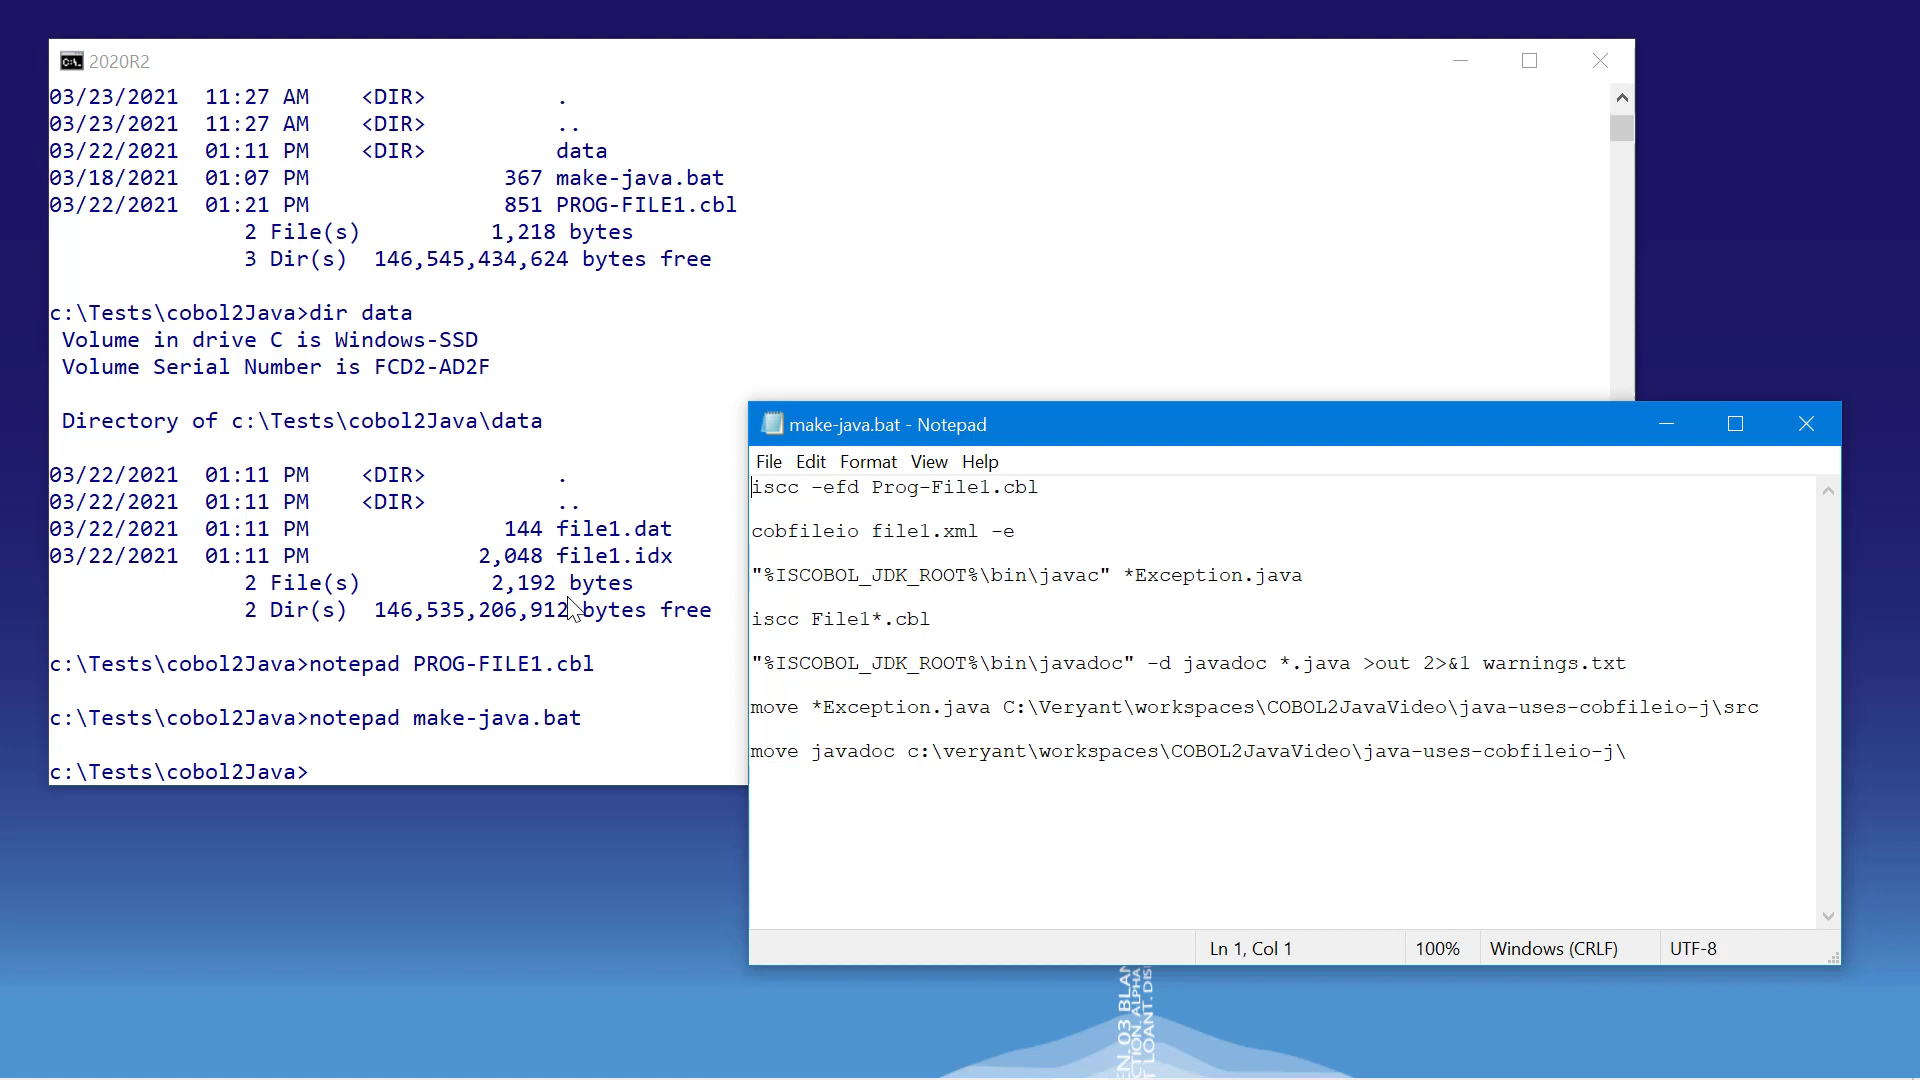 2020R2
03/23/2021  11:27 AM    <DIR>          .
03/23/2021  11:27 AM    <DIR>          ..
03/22/2021  01:11 PM    <DIR>          data
03/18/2021  01:07 PM               367 make-java.bat
03/22/2021  01:21 PM               851 PROG-FILE1.cbl
               2 File(s)          1,218 bytes
               3 Dir(s)  146,545,434,624 bytes free
c:\Tests\cobol2Java>dir data
 Volume in drive C is Windows-SSD
 Volume Serial Number is FCD2-AD2F
 Directory of c:\Tests\cobol2Java\data
03/22/2021  01:11 PM    <DIR>          .
03/22/2021  01:11 PM    <DIR>          ..
03/22/2021  01:11 PM               144 file1.dat
03/22/2021  01:11 PM             2,048 file1.idx
               2 File(s)          2,192 bytes
               2 Dir(s)  146,535,206,912 bytes free
c:\Tests\cobol2Java>notepad PROG-FILE1.cbl
c:\Tests\cobol2Java>notepad make-java.bat
c:\Tests\cobol2Java>
make-java.bat - Notepad
File Edit Format View Help
iscc -efd Prog-File1.cbl
cobfileio file1.xml -e
"%ISCOBOL_JDK_ROOT%\bin\javac" *Exception.java
iscc File1*.cbl
"%ISCOBOL_JDK_ROOT%\bin\javadoc" -d javadoc *.java >out 2>&1 warnings.txt
move *Exception.java C:\Veryant\workspaces\COBOL2JavaVideo\java-uses-cobfileio-j\src
move javadoc c:\veryant\workspaces\COBOL2JavaVideo\java-uses-cobfileio-j\
Ln 1, Col 1
100%
Windows (CRLF)
UTF-8